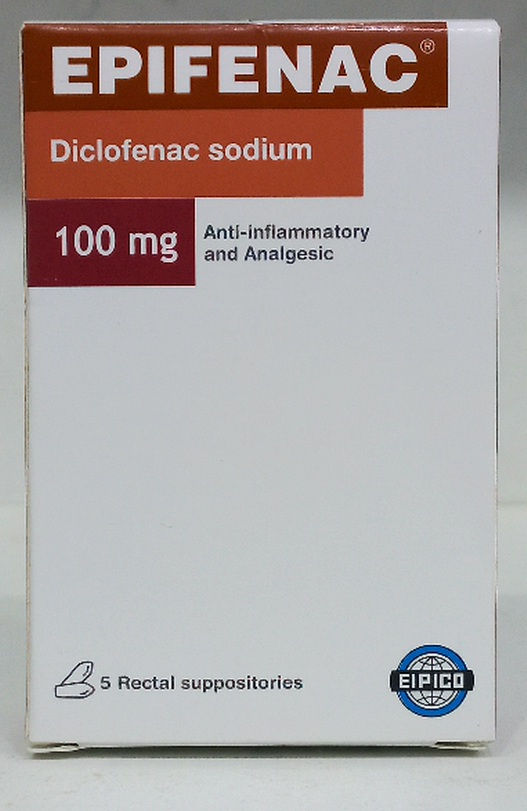 EPIFENAC®
Diclofenac sodium
100 mg
Anti-inflammatory
and Analgesic
5 Rectal suppositories
EIPICO